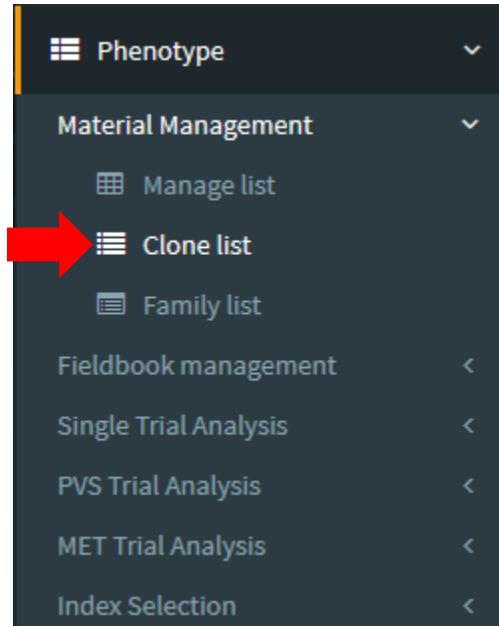 Phenotype
Material Management
Manage list
Clone list
Family list
Fieldbook management
Single Trial Analysis
PVS Trial Analysis
MET Trial Analysis
Index Selection